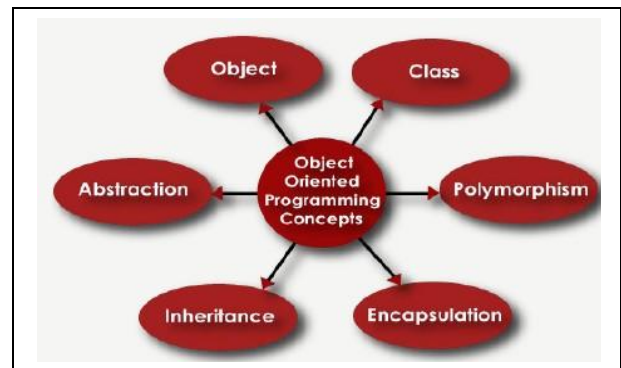 Object
Class
Abstraction
Object
Oriented
Programming
Concepts
Polymorphism
Inheritance
Encapsulation